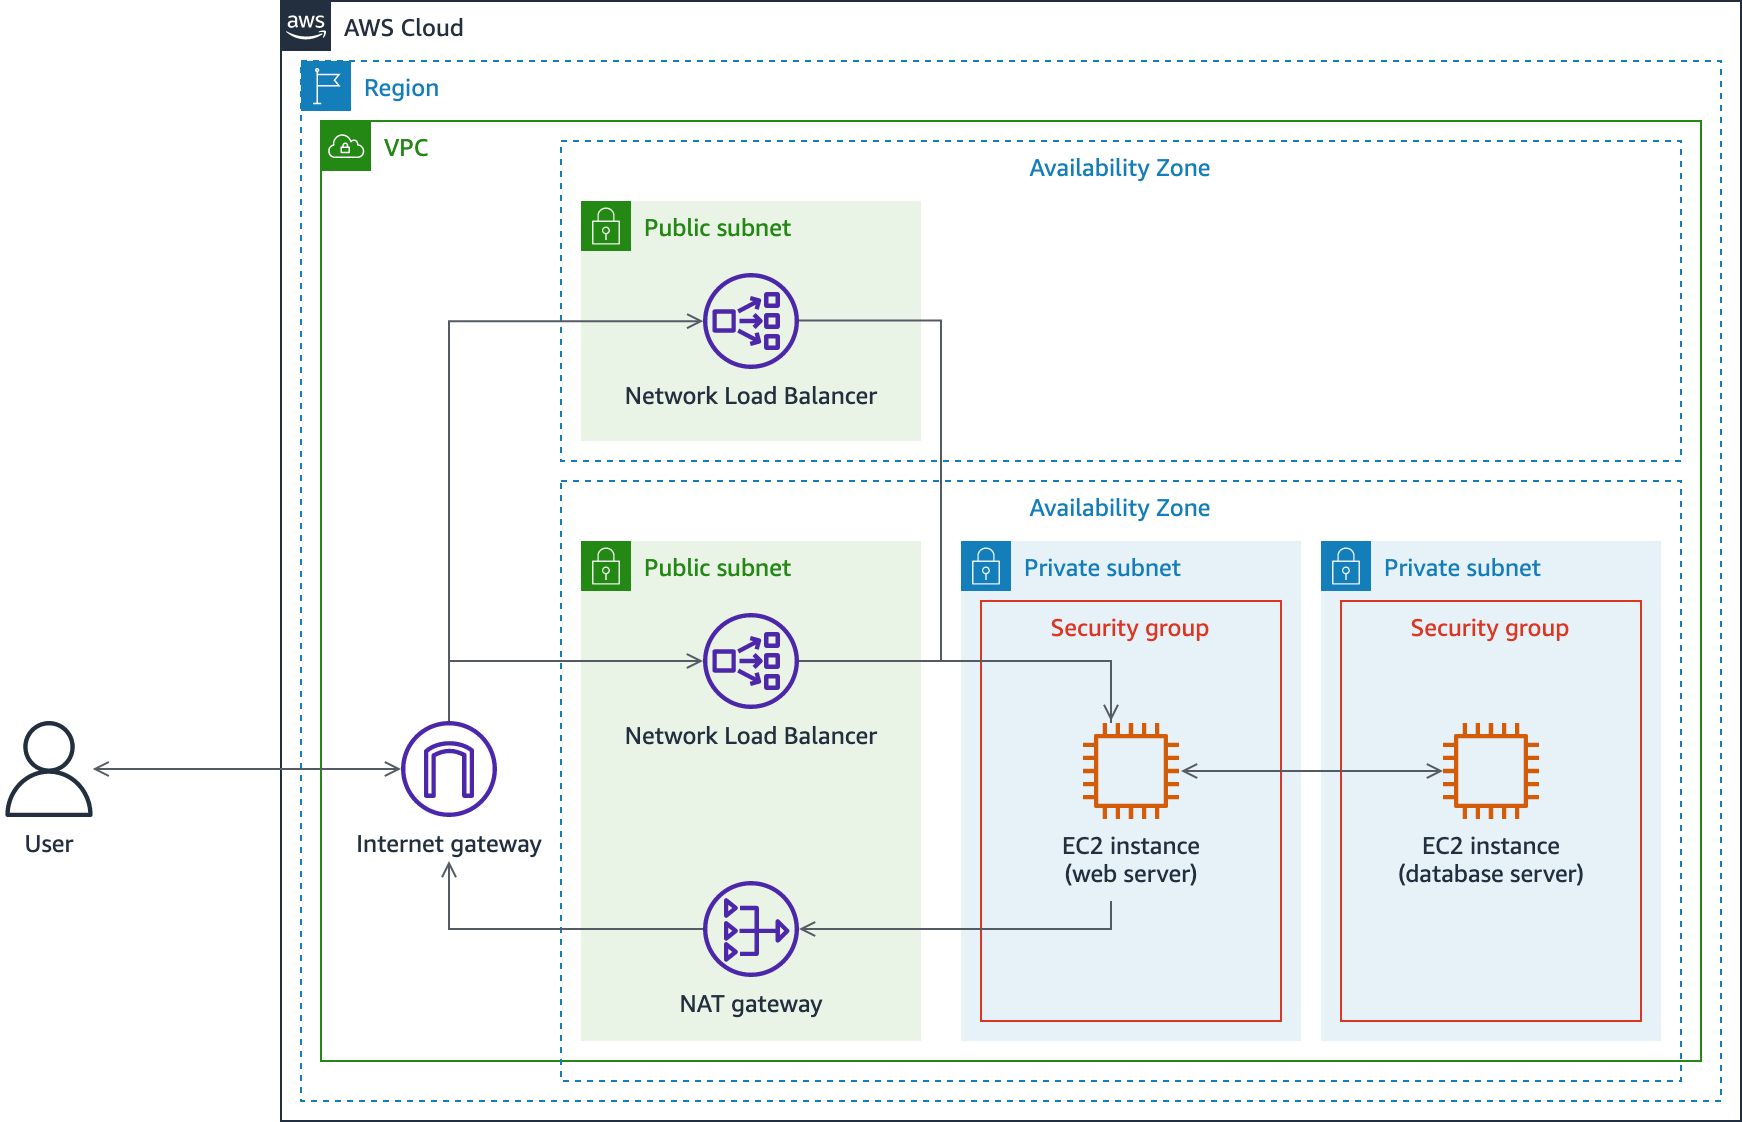 aws
AWS Cloud
Region
VPC
Availability Zone
Public subnet
Network Load Balancer
Availability Zone
Public subnet
Private subnet
Private subnet
Security group
Security group
Network Load Balancer
User
Internet gateway
EC2 instance
(web server)
EC2 instance
(database server)
NAT gateway